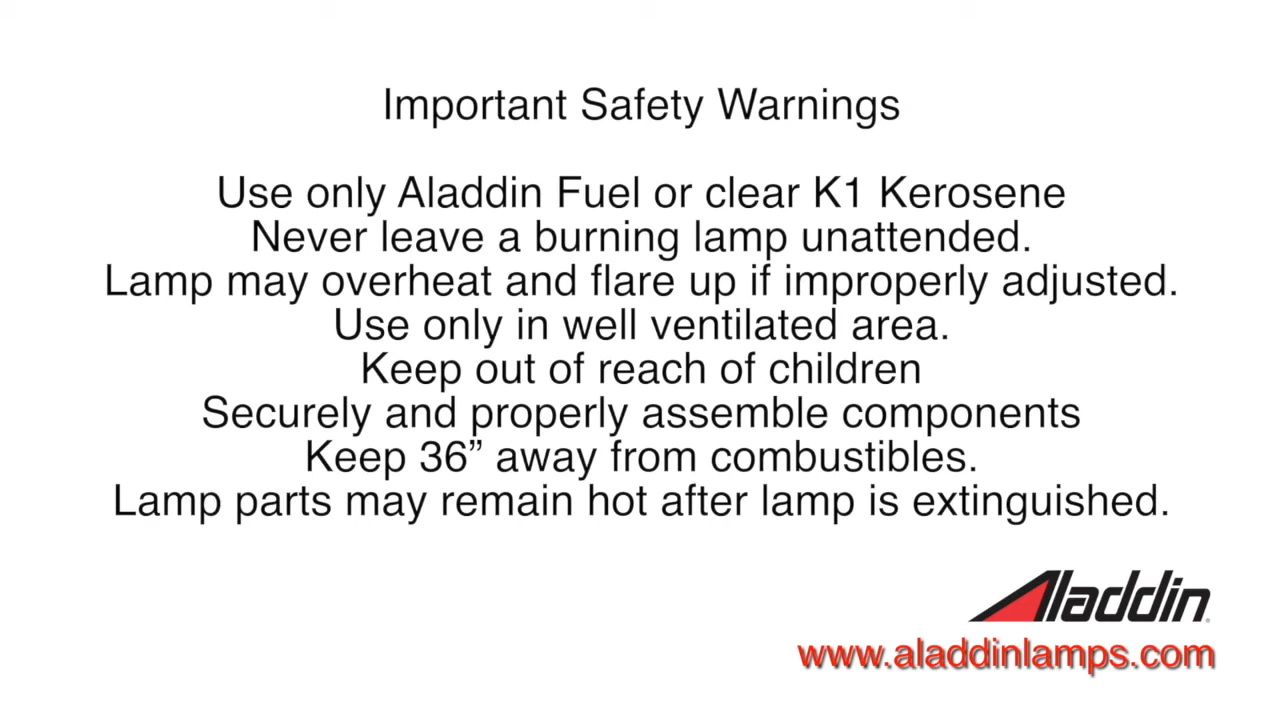 Important Safety Warnings
Use only Aladdin Fuel or clear K1 Kerosene
Never leave a burning lamp unattended.
Lamp may overheat and flare up if improperly adjusted.
Use only in well ventilated area.
Keep out of reach of children
Securely and properly assemble components
Keep 36” away from combustibles.
Lamp parts may remain hot after lamp is extinguished.
Aladdin
www.aladdinlamps.com